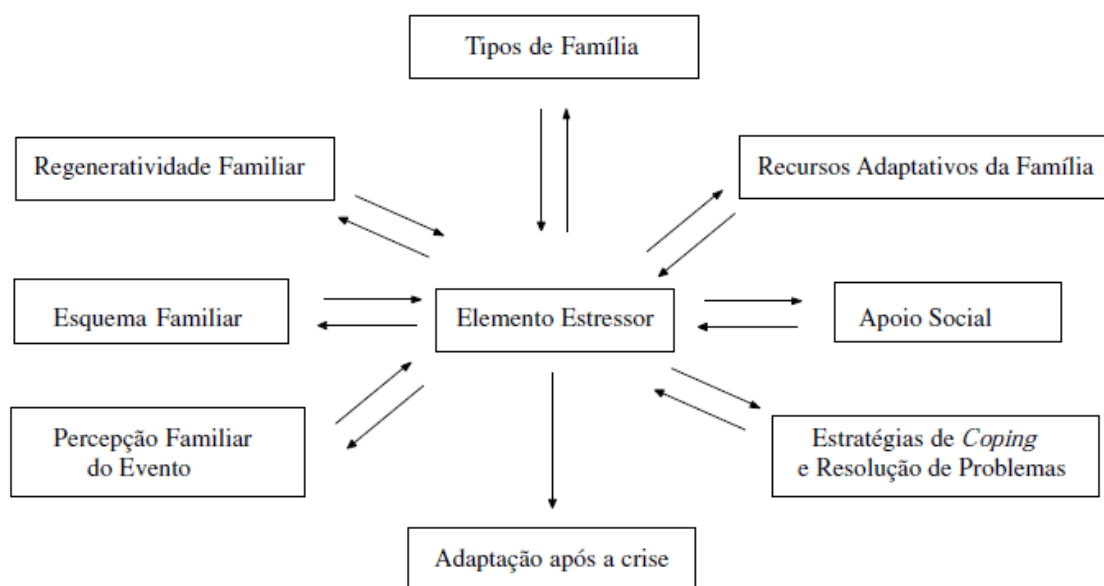 Tipos de Família
Regeneratividade Familiar
Recursos Adaptativos da Família
Esquema Familiar
Elemento Estressor
Apoio Social
Percepção Familiar
do Evento
Estratégias de Coping
e Resolução de Problemas
Adaptação após a crise